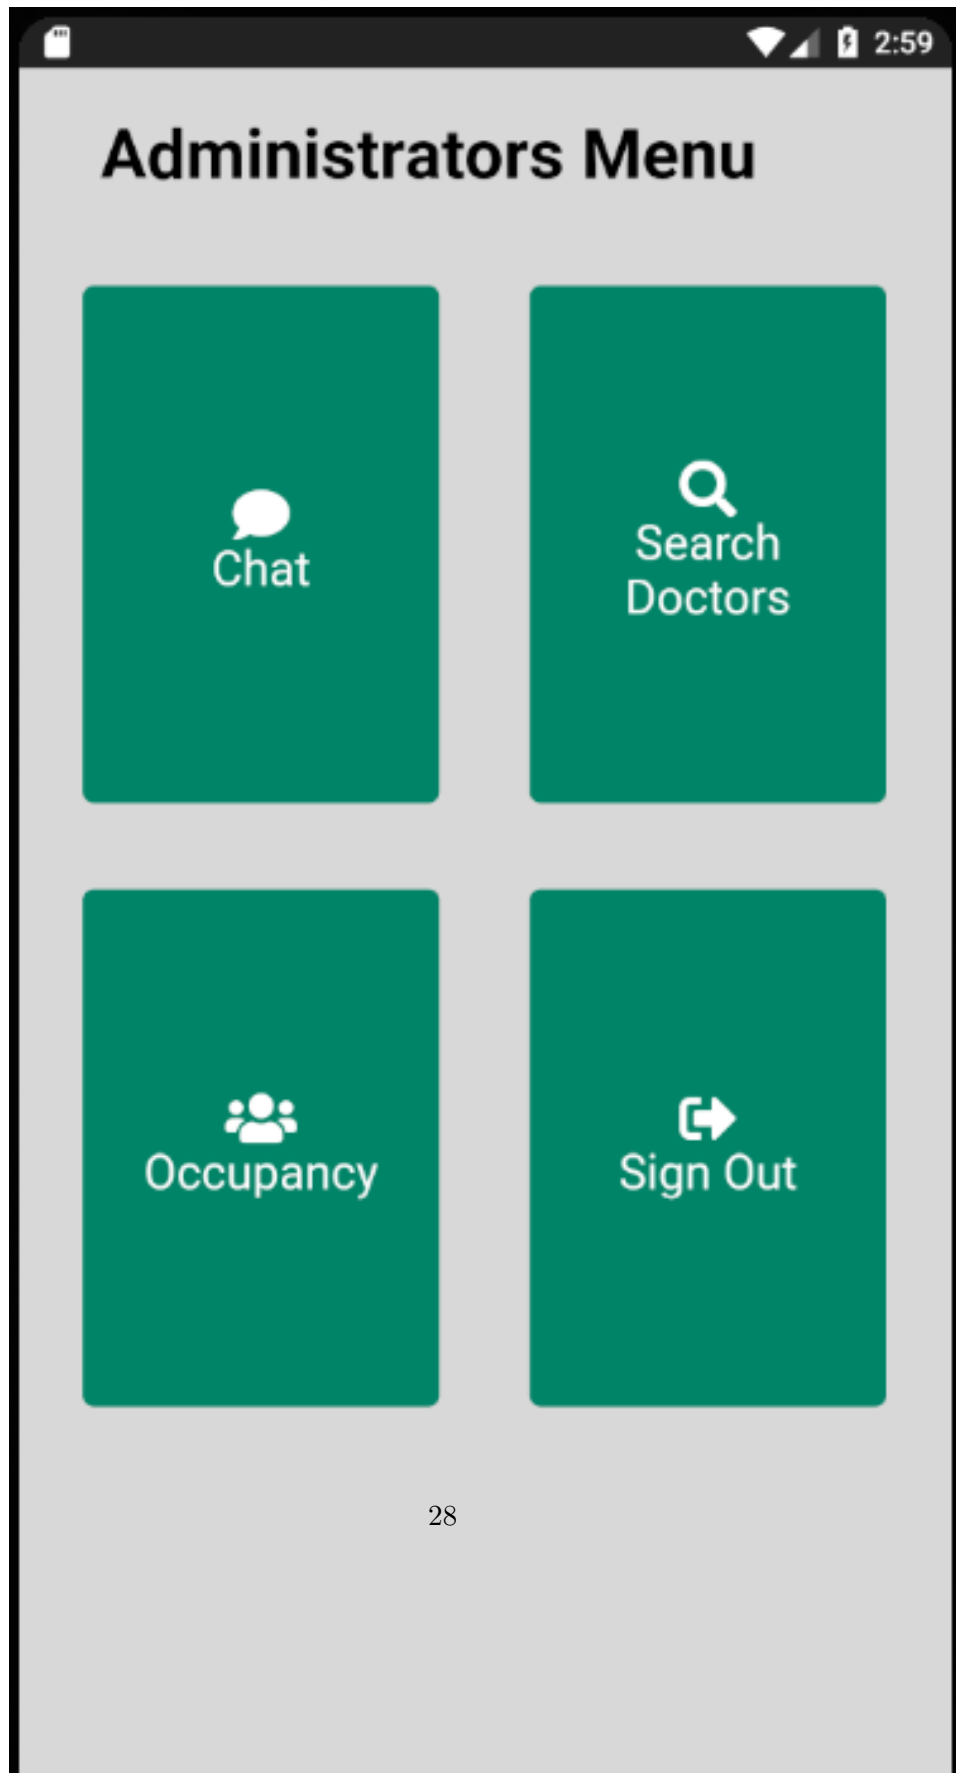 2:59
Administrators Menu
Chat
Search
Doctors
Occupancy
Sign Out
28